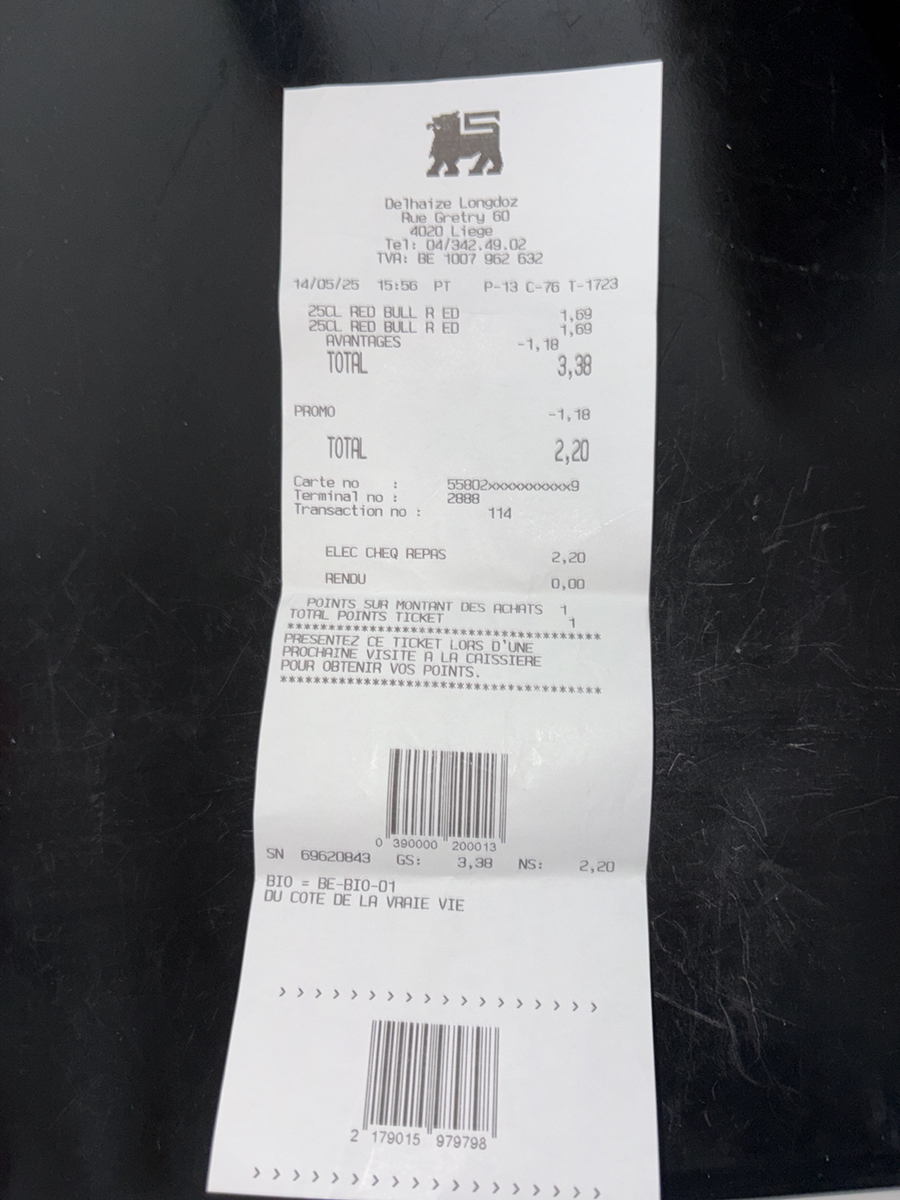 Delhaize Longdoz
Rue Gretry 60
4020 Liege
Tel: 04/342.49.02
TVA: BE 1007 962 632
14/05/25 15:56 PT P-13 C-76 T-1723
25CL RED BULL R ED 1,69
25CL RED BULL R ED 1,69
AVANTAGES -1,18
TOTAL 3,38
PROMO -1,18
TOTAL 2,20
Carte no : 55802xxxxxxxxxxx9
Terminal no : 2888
Transaction no : 114
ELEC CHEQ REPAS 2,20
RENDU 0,00
POINTS SUR MONTANT DES ACHATS 1
TOTAL POINTS TICKET 1
**************************************
PRESENTEZ CE TICKET LORS D'UNE
PROCHAINE VISITE A LA CAISSIERE
POUR OBTENIR VOS POINTS.
**************************************
0 390000 200013
SN 69620843 GS: 3,38 NS: 2,20
BIO = BE-BIO-01
DU COTE DE LA VRAIE VIE
> > > > > > > > > > > > > > > > > >
2 179015 979798
> > > > > > > > > > > > > > > > > > >